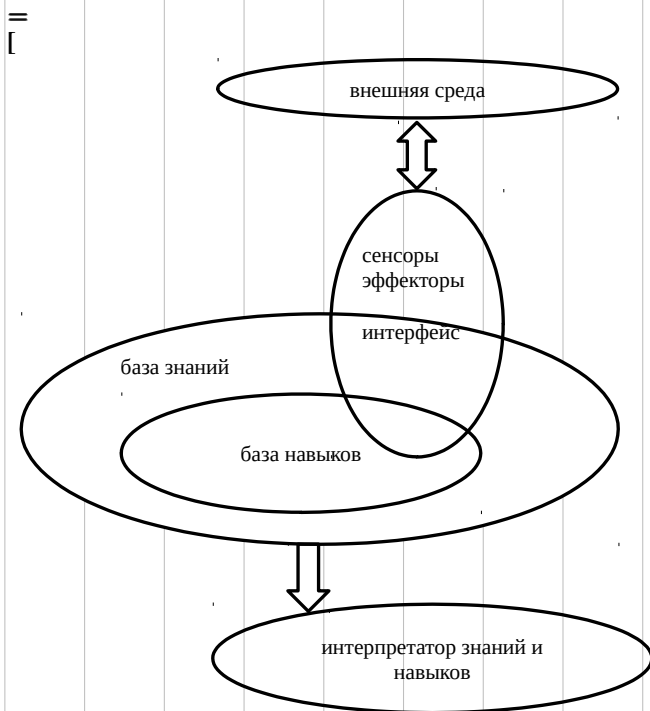 =
[
внешняя среда
сенсоры
эффекторы
интерфейс
база знаний
база навыков
интерпретатор знаний и
навыков